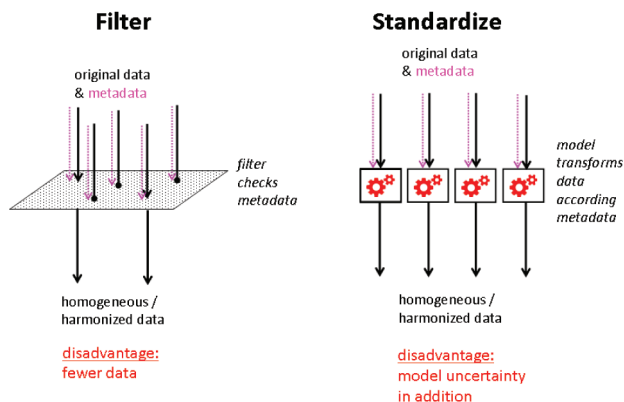 Filter
original data
& metadata
filter
checks
metadata
homogeneous /
harmonized data
disadvantage:
fewer data
Standardize
original data
& metadata
model
transforms
data
according
metadata
homogeneous /
harmonized data
disadvantage:
model uncertainty
in addition